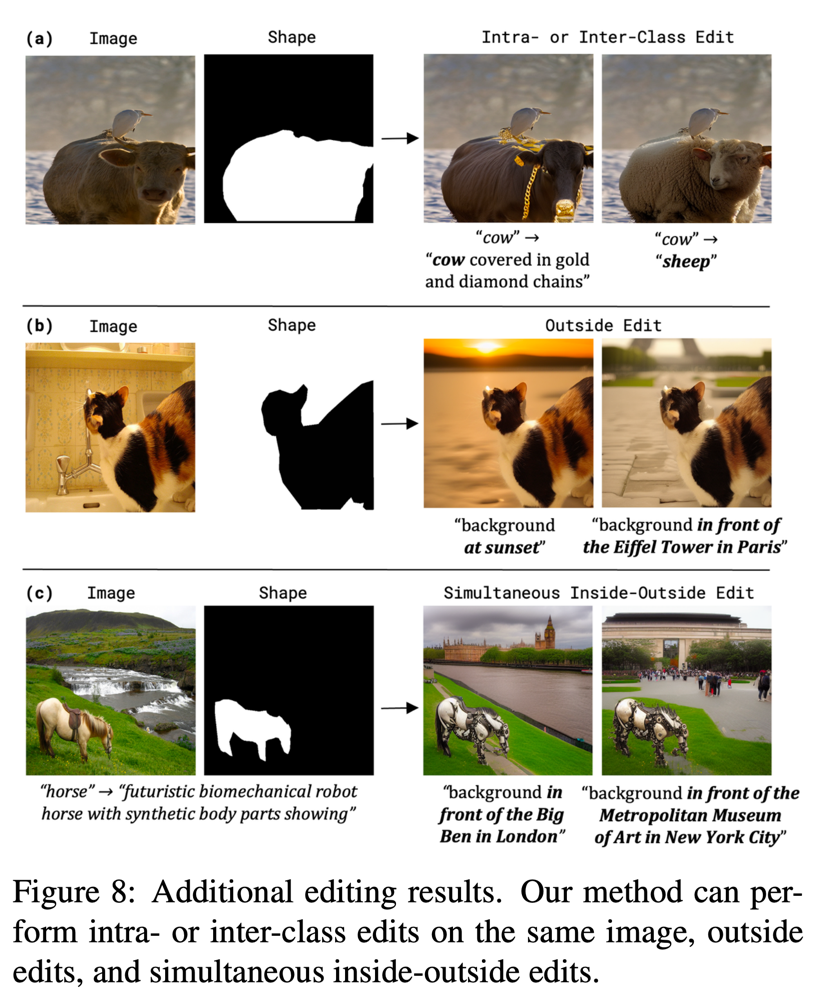 (a) Image Shape Intra- or Inter-Class Edit
“cow” → “cow” →
“cow covered in gold “sheep”
and diamond chains”
(b) Image Shape Outside Edit
“background “background in front of
at sunset” the Eiffel Tower in Paris”
(c) Image Shape Simultaneous Inside-Outside Edit
“horse” → “futuristic biomechanical robot
horse with synthetic body parts showing”
“background in “background in front of the
front of the Big Metropolitan Museum
Ben in London” of Art in New York City”
Figure 8: Additional editing results. Our method can per-
form intra- or inter-class edits on the same image, outside
edits, and simultaneous inside-outside edits.